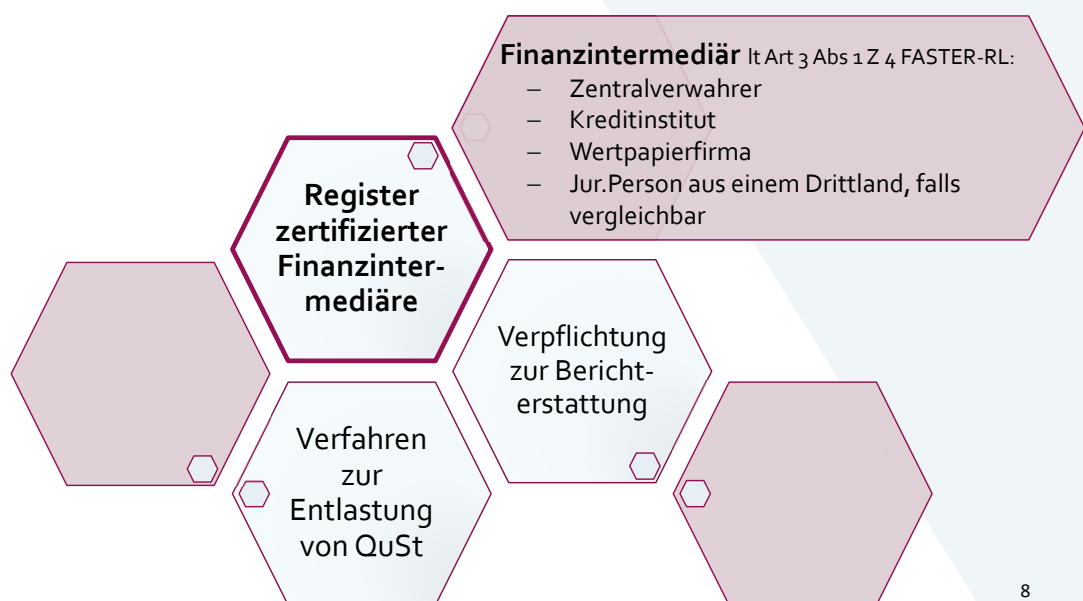 Finanzintermediär lt Art 3 Abs 1 Z 4 FASTER-RL:
– Zentralverwahrer
– Kreditinstitut
– Wertpapierfirma
– Jur.Person aus einem Drittland, falls
vergleichbar
Register
zertifizierter
Finanzinter-
mediäre
Verpflichtung
zur Bericht-
erstattung
Verfahren
zur
Entlastung
von QuSt
8